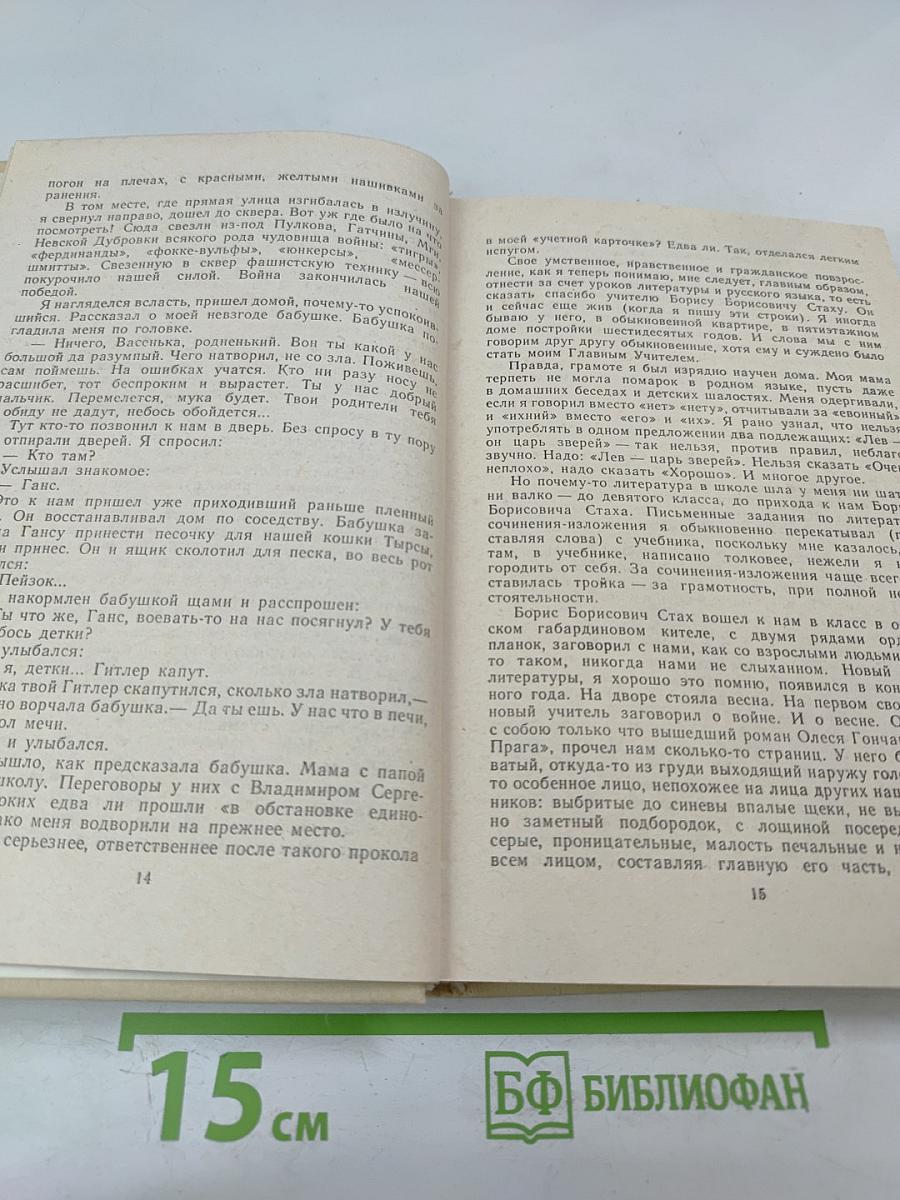 погон на плечах, с красными, желтыми нашивками за
ранения.
В том месте, где прямая улица изгибалась в излучину,
я свернул направо, дошел до сквера. Вот уж где было на что
посмотреть! Сюда свезли из-под Пулкова, Гатчины, Мги,
Невской Дубровки всякого рода чудовища войны: «тигры»,
«фердинанды», «фокке-вульфы», «юнкерсы», «мессер-
шмитты». Свезенную в сквер фашистскую технику — всю
покурочило нашей силой. Война закончилась нашей
победой.
Я нагляделся всласть, пришел домой, почему-то успокоив-
шийся. Рассказал о моей невзгоде бабушке. Бабушка по-
гладила меня по головке.
— Ничего, Васенька, родненький. Вон ты какой у нас
большой да разумный. Чего натворил, не со зла. Поживешь,
сам поймешь. На ошибках учатся. Кто ни разу носу не
расшибет, тот беспроким и вырастет. Ты у нас добрый
мальчик. Перемелется, мука будет. Твои родители тебя
обиду не дадут, небось обойдется...
Тут кто-то позвонил к нам в дверь. Без спросу в ту пору
отпирали дверей. Я спросил:
— Кто там?
Услышал знакомое:
— Ганс.
Это к нам пришел уже приходивший раньше пленный
. Он восстанавливал дом по соседству. Бабушка за-
ла Гансу принести песочку для нашей кошки Тырсы,
и принес. Он и ящик сколотил для песка, во весь рот
лся:
Пейзок...
накормлен бабушкой щами и расспрошен:
Ты что же, Ганс, воевать-то на нас посягнул? У тебя
бось детки?
улыбался:
я, детки... Гитлер капут.
ка твой Гитлер скапутился, сколько зла натворил,—
но ворчала бабушка.— Да ты ешь. У нас что в печи,
ол мечи.
и улыбался.
ышло, как предсказала бабушка. Мама с папой
школу. Переговоры у них с Владимиром Серге-
оких едва ли прошли «в обстановке едино-
ако меня водворили на прежнее место.
серьезнее, ответственнее после такого прокола
14
в моей «учетной карточке»? Едва ли. Так, отделался легким
испугом.
Свое умственное, нравственное и гражданское повзрос-
ление, как я теперь понимаю, мне следует, главным образом,
отнести за счет уроков литературы и русского языка, то есть
сказать спасибо учителю Борису Борисовичу Стаху. Он
и сейчас еще жив (когда я пишу эти строки). Я иногда
бываю у него, в обыкновенной квартире, в пятиэтажном
доме постройки шестидесятых годов. И слова мы с ним
говорим друг другу обыкновенные, хотя ему и суждено было
стать моим Главным Учителем.
Правда, грамоте я был изрядно научен дома. Моя мама
терпеть не могла помарок в родном языке, пусть даже
в домашних беседах и детских шалостях. Меня одергивали,
если я говорил вместо «нет» «нету», отчитывали за «евонный»
и «ихний» вместо «его» и «их». Я рано узнал, что нельзя
употреблять в одном предложении два подлежащих: «Лев —
он царь зверей» — так нельзя, против правил, неблаго-
звучно. Надо: «Лев — царь зверей». Нельзя сказать «Очень
неплохо», надо сказать «Хорошо». И многое другое.
Но почему-то литература в школе шла у меня ни шат
ни валко — до девятого класса, до прихода к нам Бор
Борисовича Стаха. Письменные задания по литерат
сочинения-изложения я обыкновенно перекатывал (п
ставляя слова) с учебника, поскольку мне казалось,
там, в учебнике, написано толковее, нежели я м
городить от себя. За сочинения-изложения чаще всег
ставилась тройка — за грамотность, при полной не
стоятельности.
Борис Борисович Стах вошел к нам в класс в о
ском габардиновом кителе, с двумя рядами орд
планок, заговорил с нами, как со взрослыми людьми
то таком, никогда нами не слыханном. Новый
литературы, я хорошо это помню, появился в кон
ного года. На дворе стояла весна. На первом сво
новый учитель заговорил о войне. И о весне. О
с собою только что вышедший роман Олеся Гончар
Прага», прочел нам сколько-то страниц. У него б
ватый, откуда-то из груди выходящий наружу голо
то особенное лицо, непохожее на лица других наш
ников: выбритые до синевы впалые щеки, не вы
но заметный подбородок, с лощиной посеред
серые, проницательные, малость печальные и н
всем лицом, составляя главную его часть,
15
15 см
БФ БИБЛИОФАН